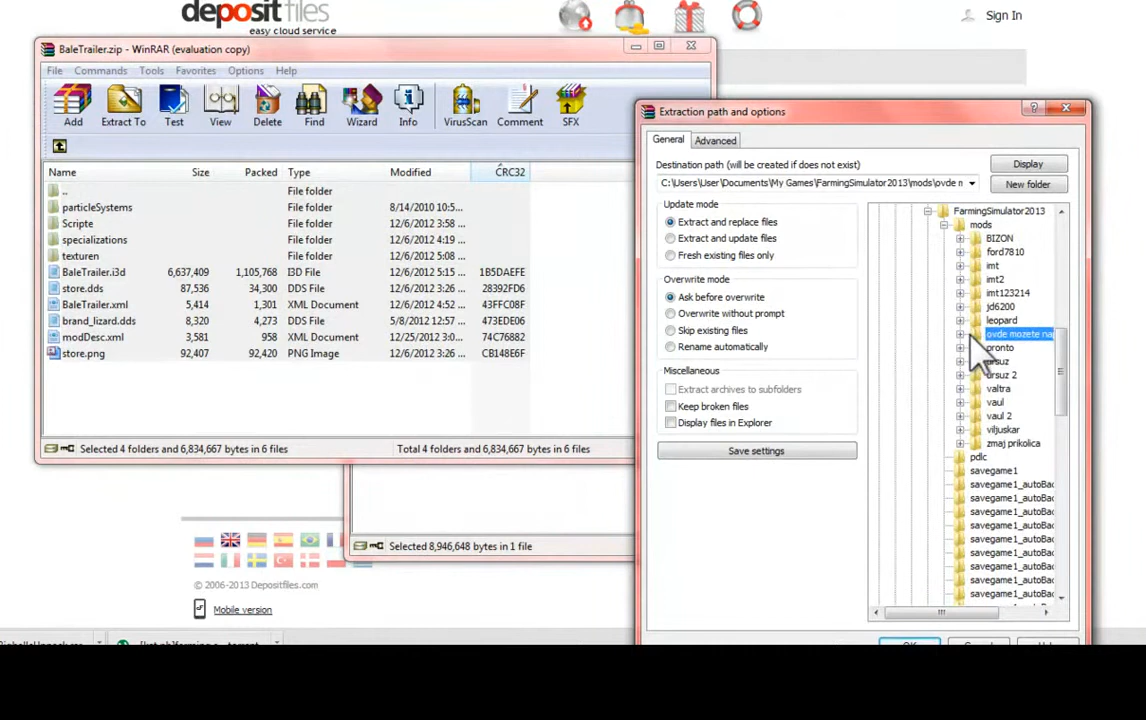 depositfiles
easy cloud service
Sign In
BaleTrailer.zip - WinRAR (evaluation copy)
File Commands Tools Favorites Options Help
Add Extract To Test View Delete Find Wizard Info VirusScan Comment SFX
Name Size Packed Type Modified CRC32
.. File folder
particleSystems File folder 8/14/2010 10:5...
Scripte File folder 12/6/2012 3:58 ...
specializations File folder 12/6/2012 4:19 ...
texturen File folder 12/6/2012 5:08 ...
BaleTrailer.i3d 6,637,409 1,105,768 I3D File 12/6/2012 5:15 ... 1B5DAEFE
store.dds 87,536 34,300 DDS File 12/6/2012 3:26 ... 28392FD6
BaleTrailer.xml 5,414 1,301 XML Document 12/6/2012 4:52 ... 43FFC08F
brand_lizard.dds 8,320 4,273 DDS File 5/8/2012 12:57 ... 473EDE06
modDesc.xml 3,581 958 XML Document 12/25/2012 3:0...
store.png 92,407 92,420 PNG Image 12/6/2012 3:26 ... CB148E6F
Selected 4 folders and 6,834,667 bytes in 6 files Total 4 folders and 6,834,667 bytes in 6 files
Selected 8,946,648 bytes in 1 file
© 2006-2013 Depositfiles.com
Mobile version
Extraction path and options
General Advanced
Destination path (will be created if does not exist)
Display
C:\Users\User\Documents\My Games\FarmingSimulator2013\mods\ovde n
New folder
Update mode
Extract and replace files
Extract and update files
Fresh existing files only
Overwrite mode
Ask before overwrite
Overwrite without prompt
Skip existing files
Rename automatically
Miscellaneous
Extract archives to subfolders
Keep broken files
Display files in Explorer
Save settings
FarmingSimulator2013
mods
BIZON
ford7810
imt
imt2
imt123214
jd6200
leopard
ovde mozete na
pronto
ursuz
ursuz 2
valtra
vaul
vaul 2
viljuskar
zmaj prikolica
pdlc
savegame1
savegame1_autoBac
savegame1_autoBac
savegame1_autoBac
savegame1_autoBac
savegame1_autoBac
savegame1_autoBac
savegame1_autoBac
savegame1_autoBac